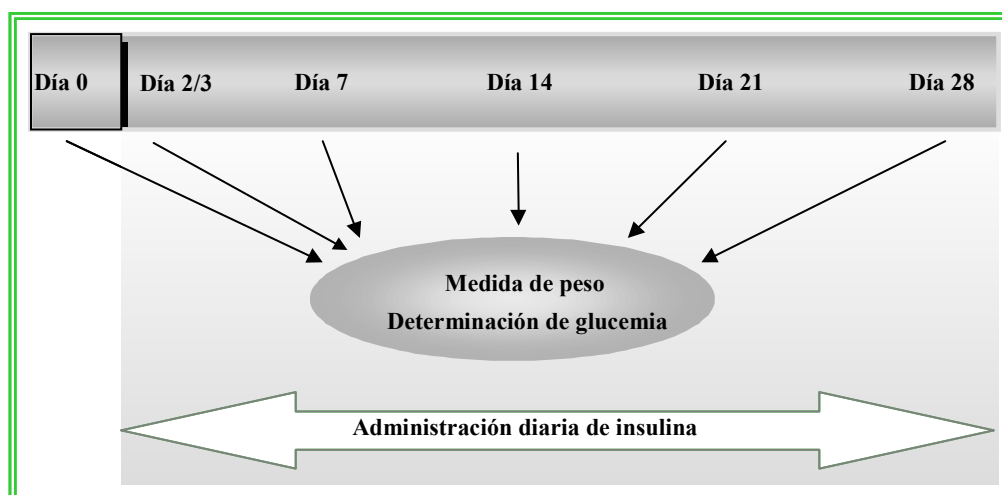 Día 0 Día 2/3 Día 7 Día 14 Día 21 Día 28
Medida de peso
Determinación de glucemia
Administración diaria de insulina